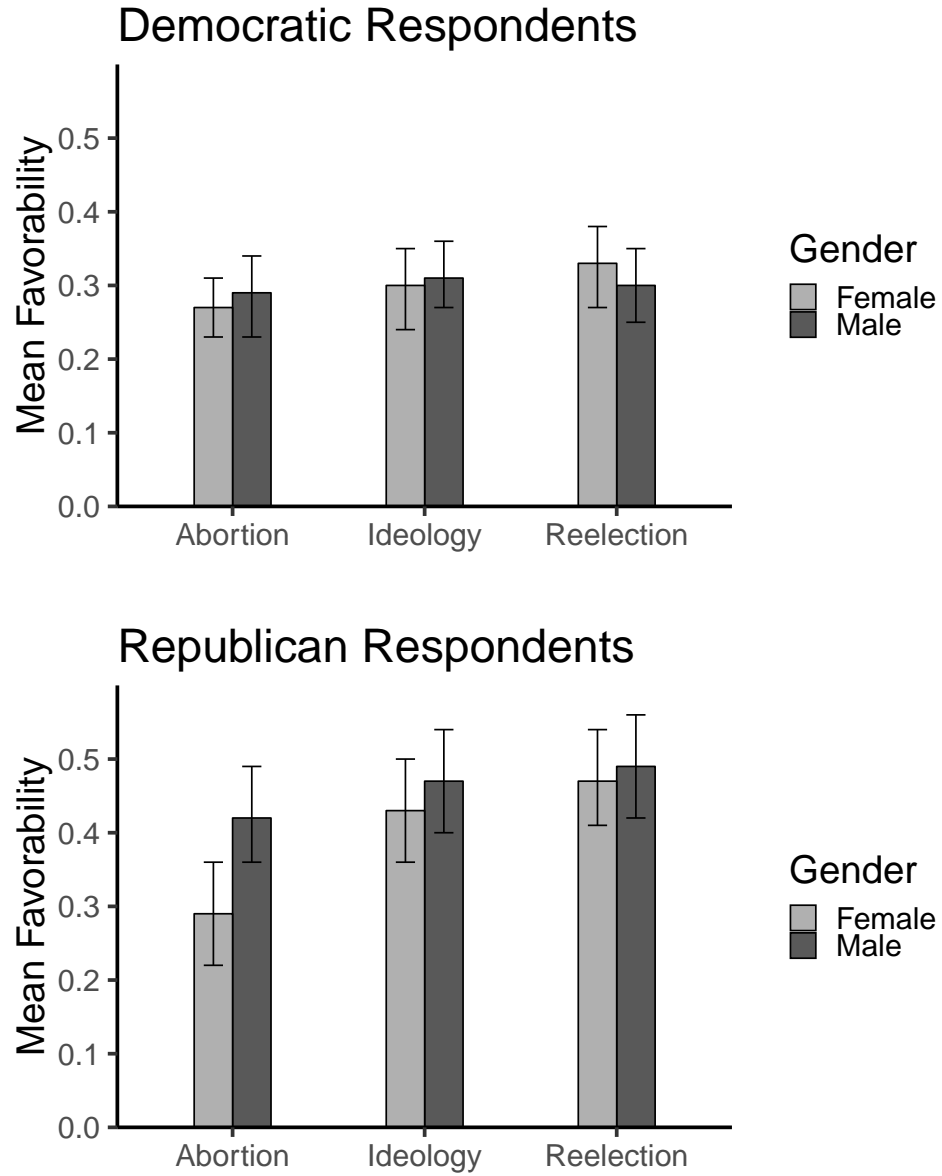 Democratic Respondents
Mean Favorability
0.5
0.4
0.3
0.2
0.1
0.0
Abortion Ideology Reelection
Gender
Female
Male
Republican Respondents
Mean Favorability
0.5
0.4
0.3
0.2
0.1
0.0
Abortion Ideology Reelection
Gender
Female
Male